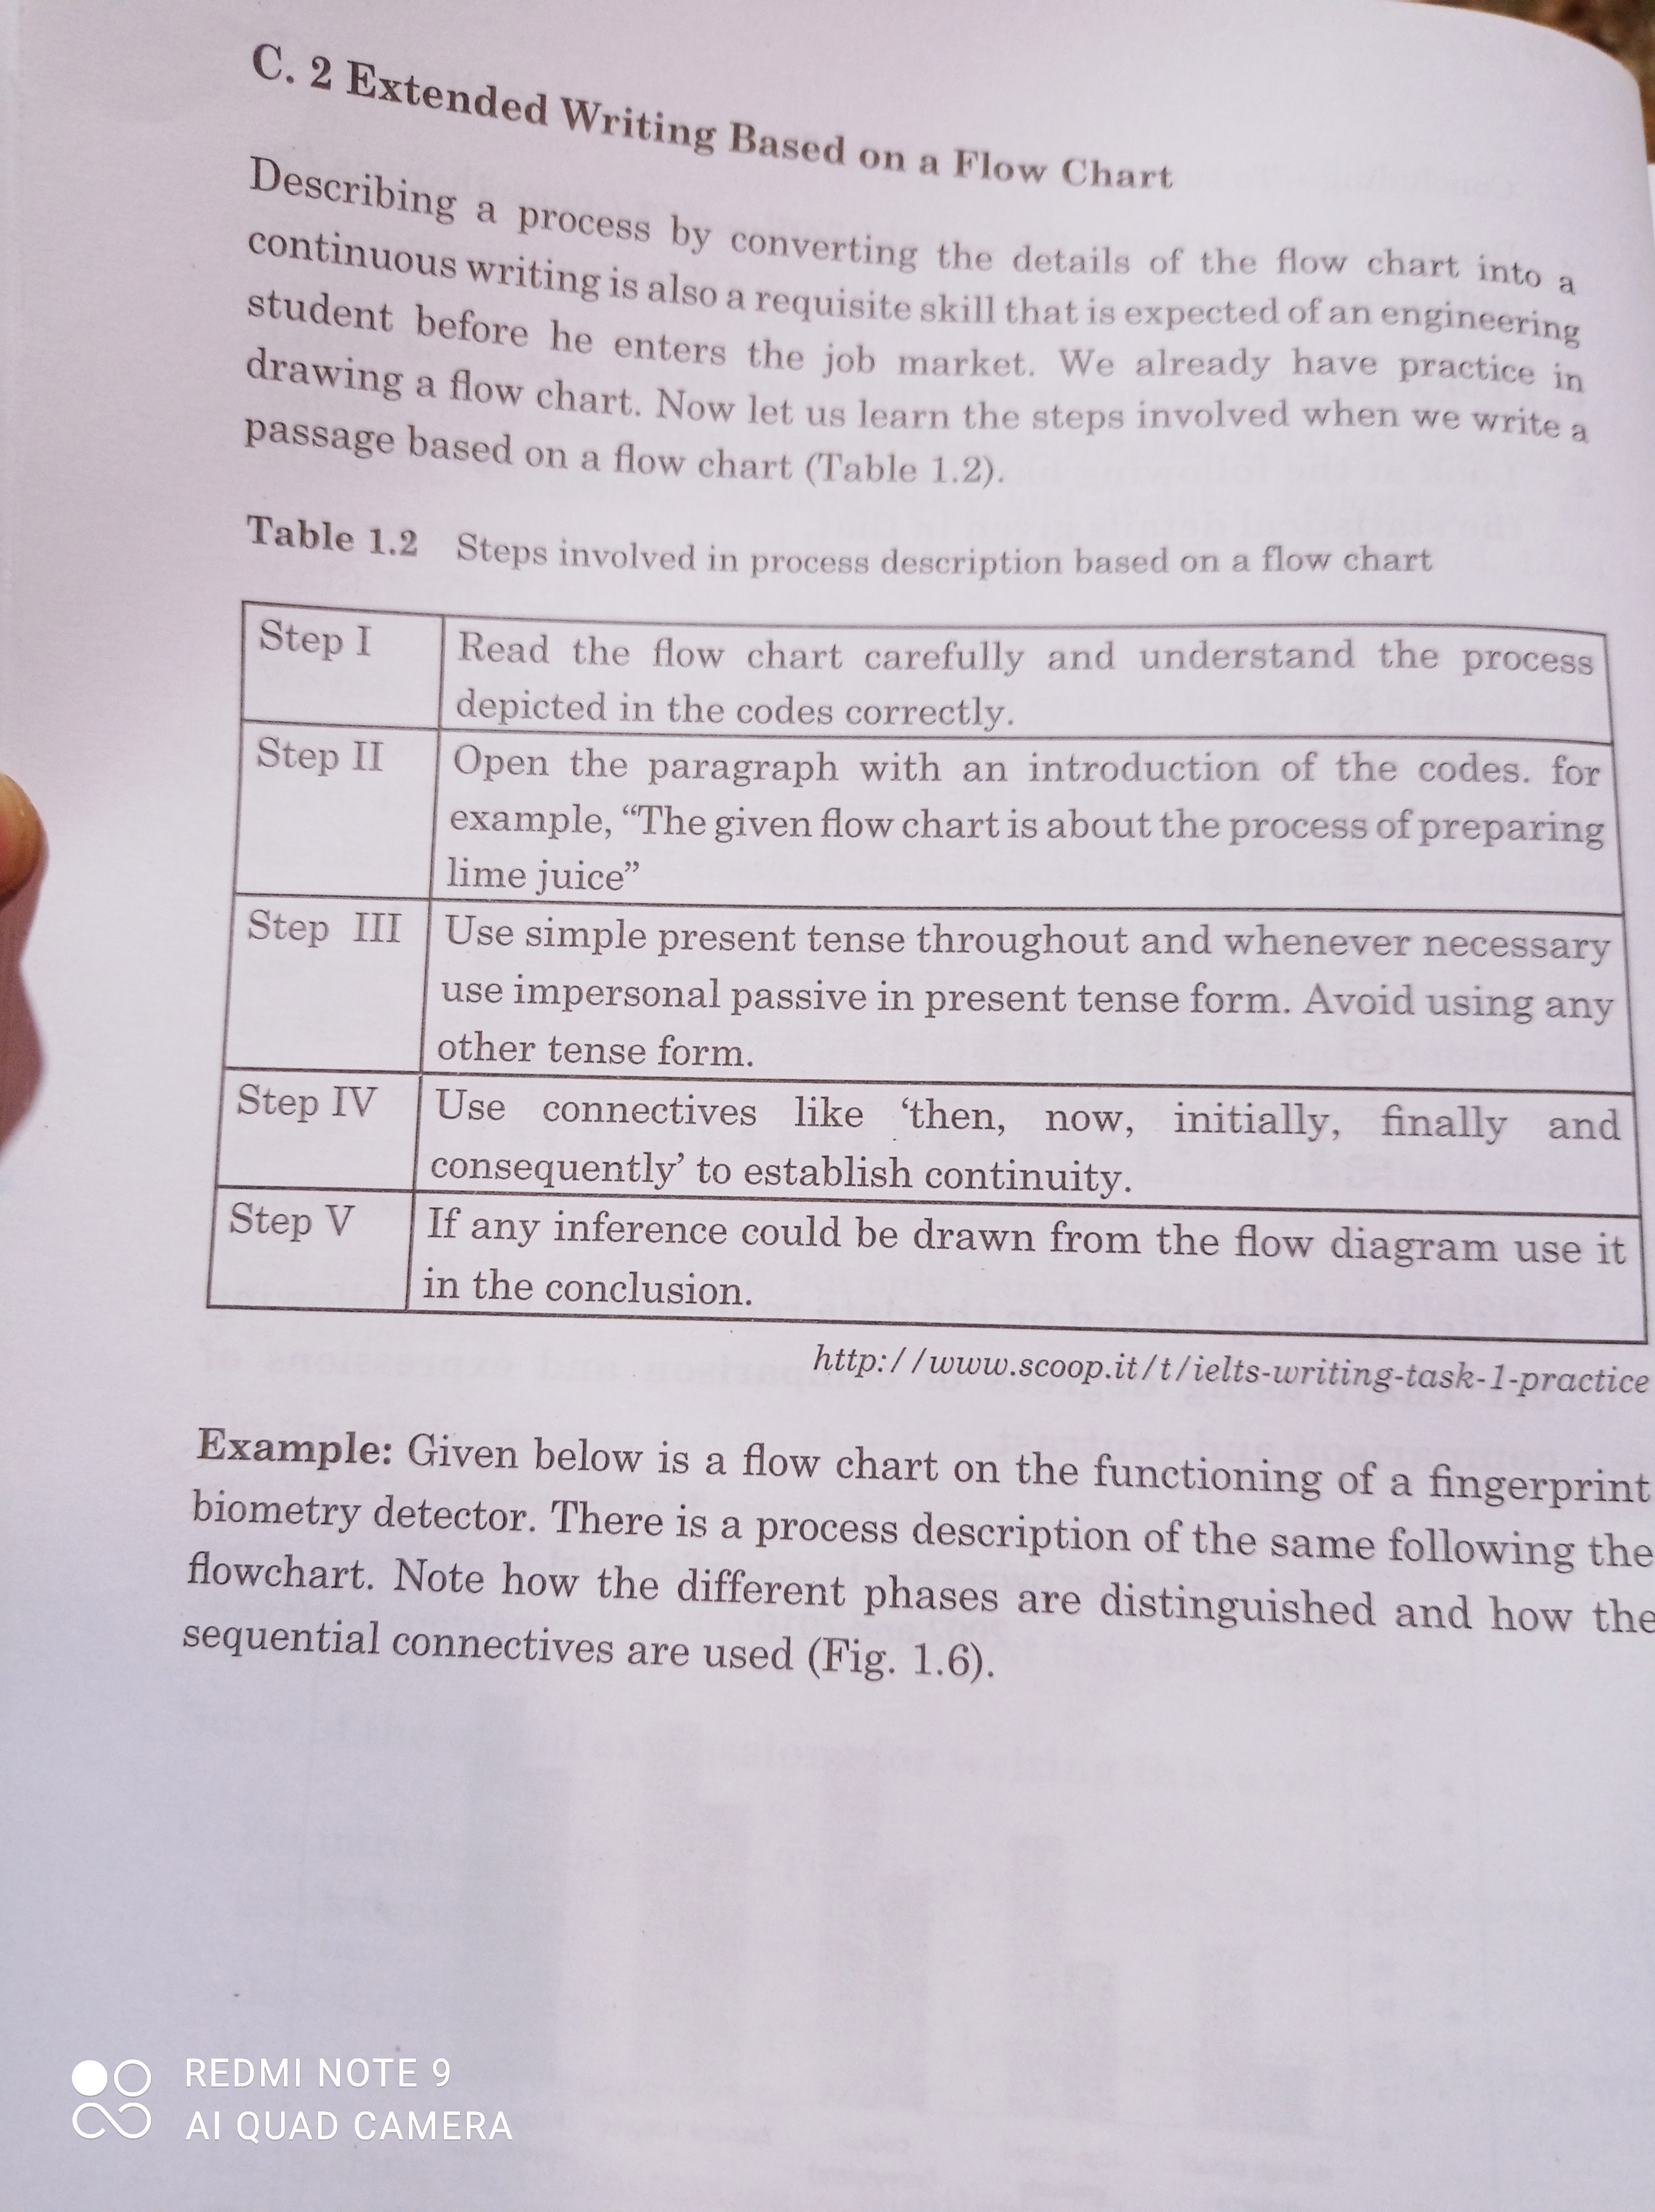 C. 2 Extended Writing Based on a Flow Chart
Describing a process by converting the details of the flow chart into a
continuous writing is also a requisite skill that is expected of an engineering
student before he enters the job market. We already have practice in
drawing a flow chart. Now let us learn the steps involved when we write a
passage based on a flow chart (Table 1.2).
Table 1.2 Steps involved in process description based on a flow chart
Step I Read the flow chart carefully and understand the process
depicted in the codes correctly.
Step II Open the paragraph with an introduction of the codes. for
example, “The given flow chart is about the process of preparing
lime juice”
Step III Use simple present tense throughout and whenever necessary
use impersonal passive in present tense form. Avoid using any
other tense form.
Step IV Use connectives like ‘then, now, initially, finally and
consequently’ to establish continuity.
Step V If any inference could be drawn from the flow diagram use it
in the conclusion.
http://www.scoop.it/t/ielts-writing-task-1-practice
Example: Given below is a flow chart on the functioning of a fingerprint
biometry detector. There is a process description of the same following the
flowchart. Note how the different phases are distinguished and how the
sequential connectives are used (Fig. 1.6).
REDMI NOTE 9
AI QUAD CAMERA